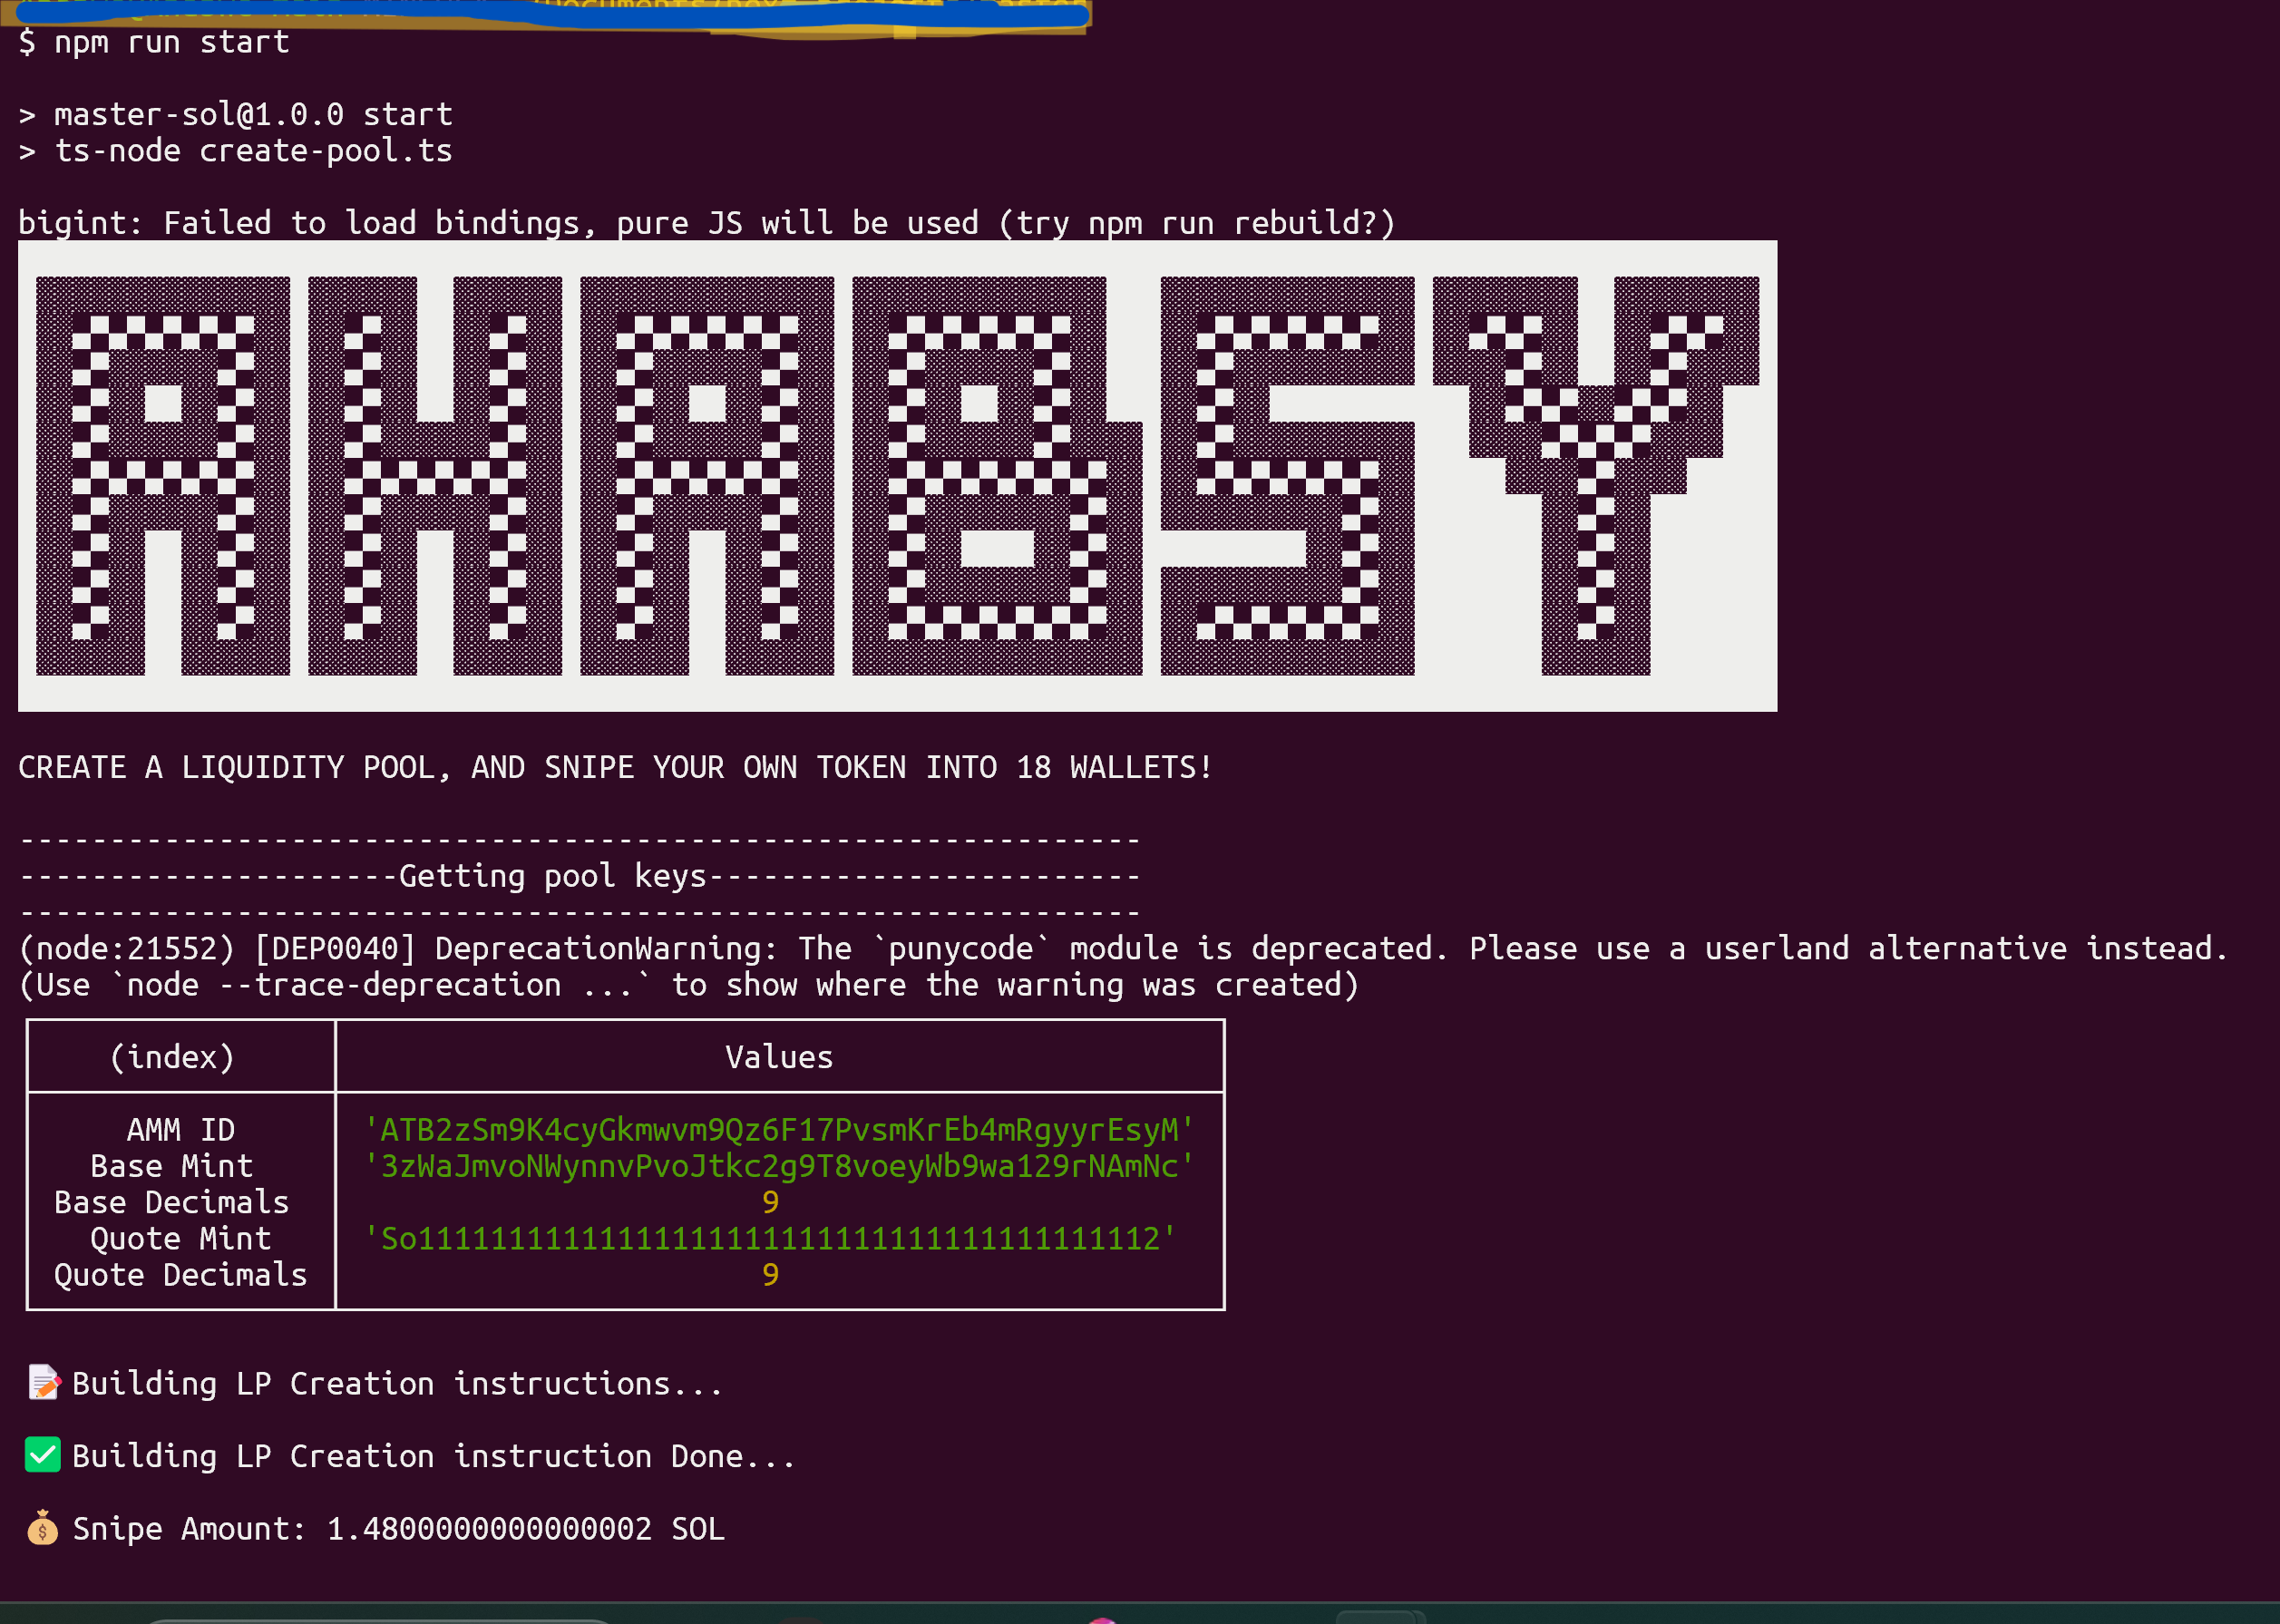 $ npm run start
> master-sol@1.0.0 start
> ts-node create-pool.ts
bigint: Failed to load bindings, pure JS will be used (try npm run rebuild?)
AHABSY
CREATE A LIQUIDITY POOL, AND SNIPE YOUR OWN TOKEN INTO 18 WALLETS!
--------------------------------------------------------------
---------------------Getting pool keys------------------------
--------------------------------------------------------------
(node:21552) [DEP0040] DeprecationWarning: The `punycode` module is deprecated. Please use a userland alternative instead.
(Use `node --trace-deprecation ...` to show where the warning was created)
(index) Values
AMM ID 'ATB2zSm9K4cyGkmwvm9Qz6F17PvsmKrEb4mRgyyrEsyM'
Base Mint '3zWaJmvoNWynnvPvoJtkc2g9T8voeyWb9wa129rNAmNc'
Base Decimals 9
Quote Mint 'So11111111111111111111111111111111111111112'
Quote Decimals 9
📝 Building LP Creation instructions...
✅ Building LP Creation instruction Done...
💰 Snipe Amount: 1.4800000000000002 SOL